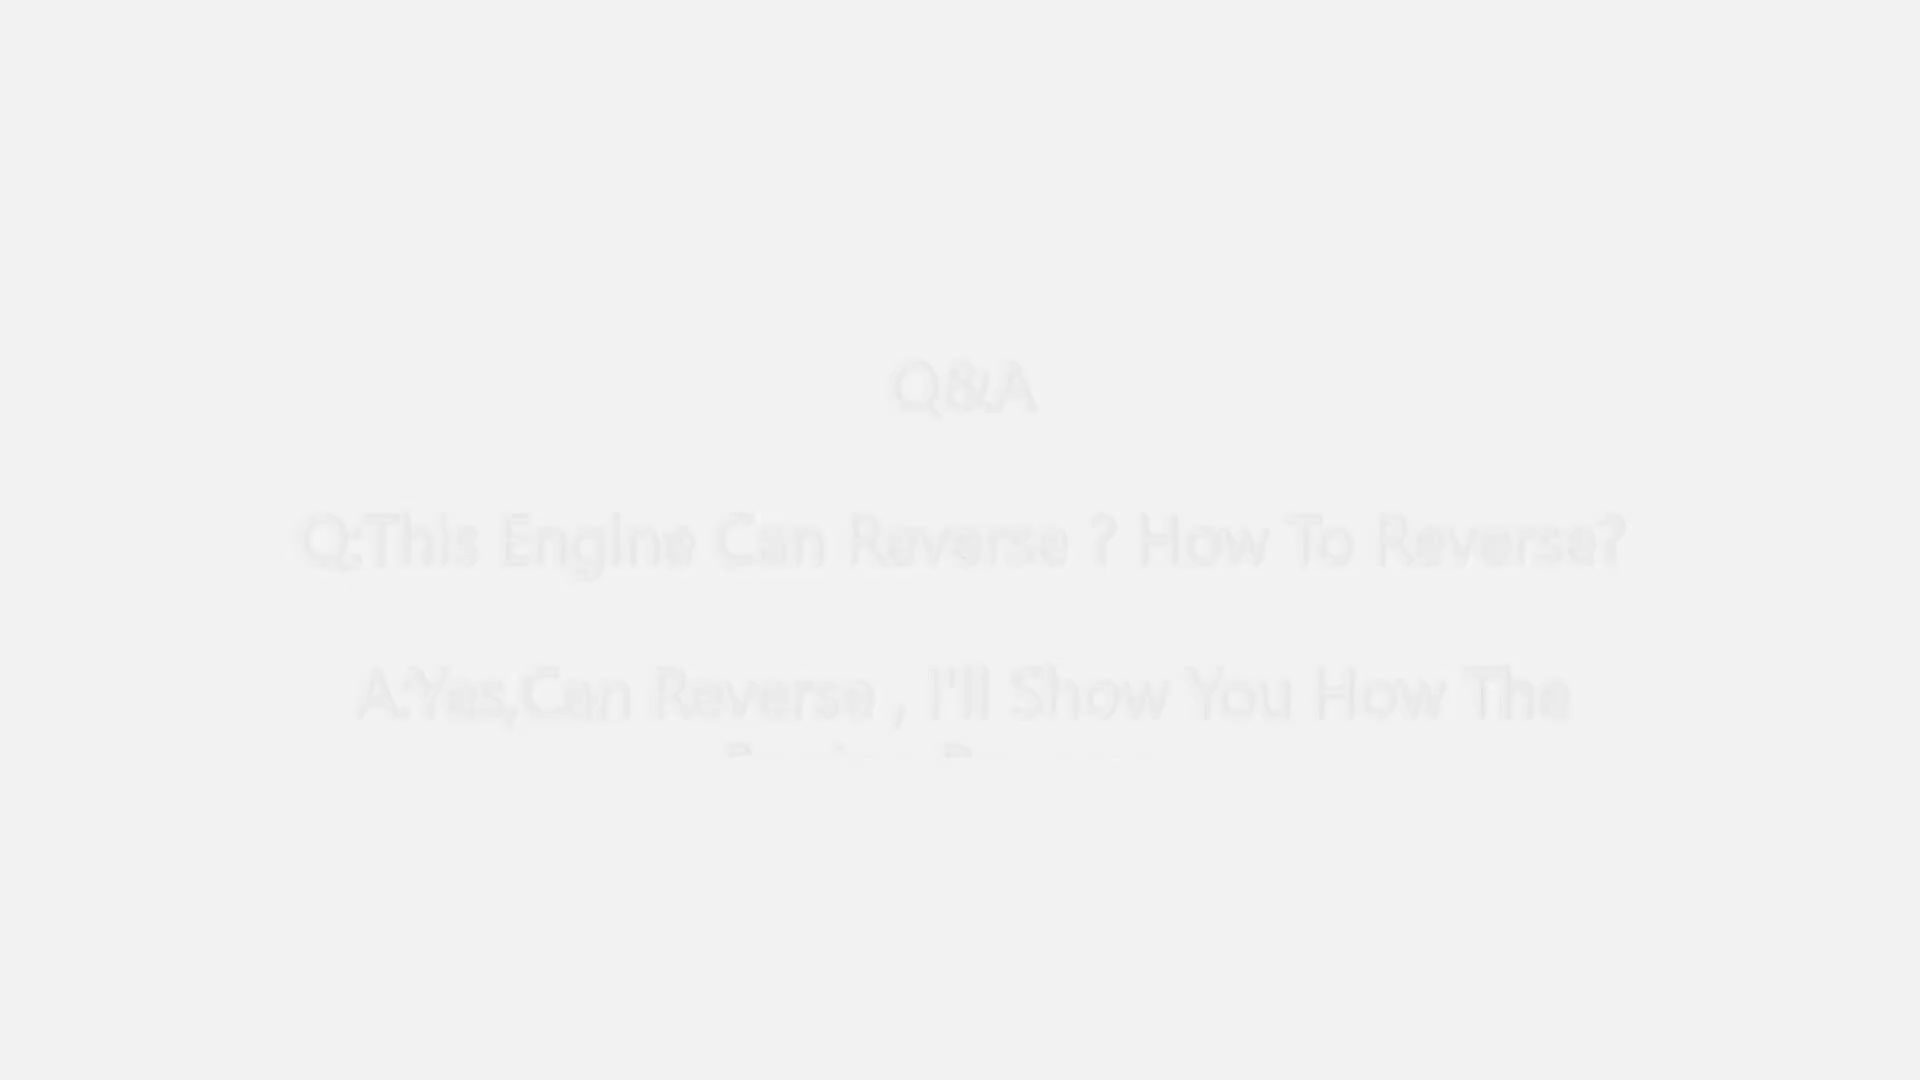 Q&A
Q:This Engine Can Reverse ? How To Reverse?
A:Yes,Can Reverse , I'll Show You How The